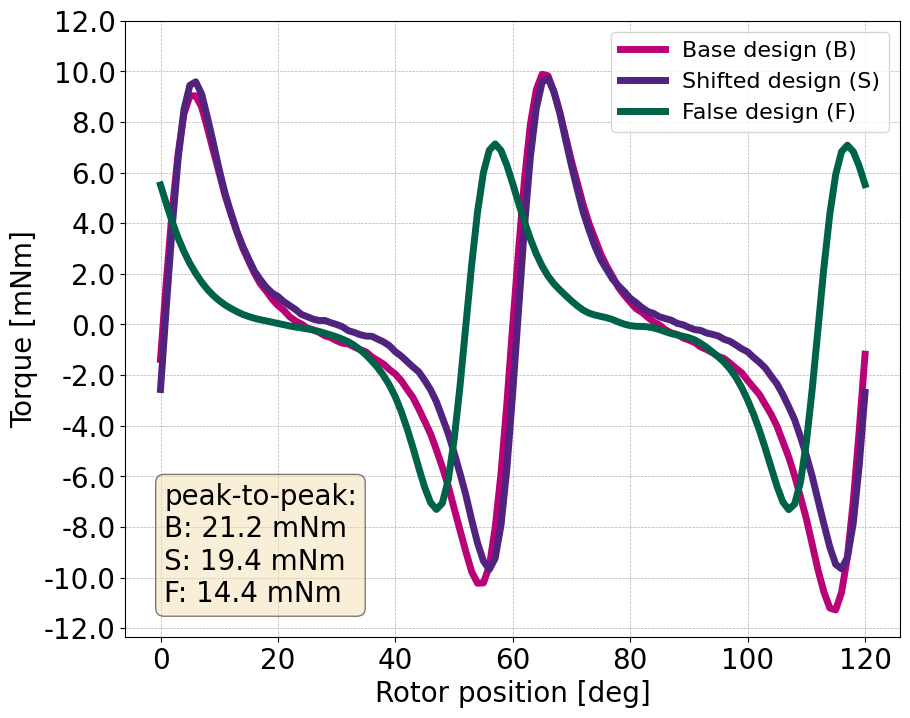 12.0
10.0
8.0
6.0
4.0
2.0
0.0
-2.0
-4.0
-6.0
-8.0
-10.0
-12.0
Torque [mNm]
Base design (B)
Shifted design (S)
False design (F)
peak-to-peak:
B: 21.2 mNm
S: 19.4 mNm
F: 14.4 mNm
0 20 40 60 80 100 120
Rotor position [deg]